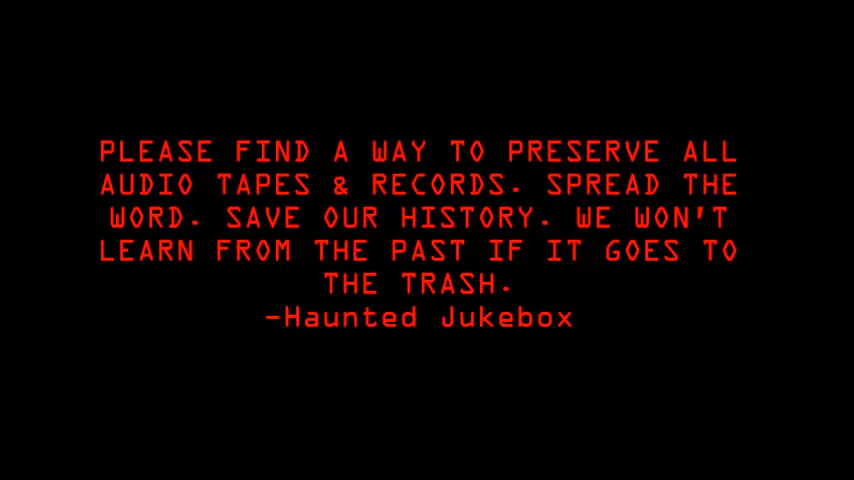 PLEASE FIND A WAY TO PRESERVE ALL
AUDIO TAPES & RECORDS. SPREAD THE
WORD. SAVE OUR HISTORY. WE WON'T
LEARN FROM THE PAST IF IT GOES TO
THE TRASH.
-Haunted Jukebox